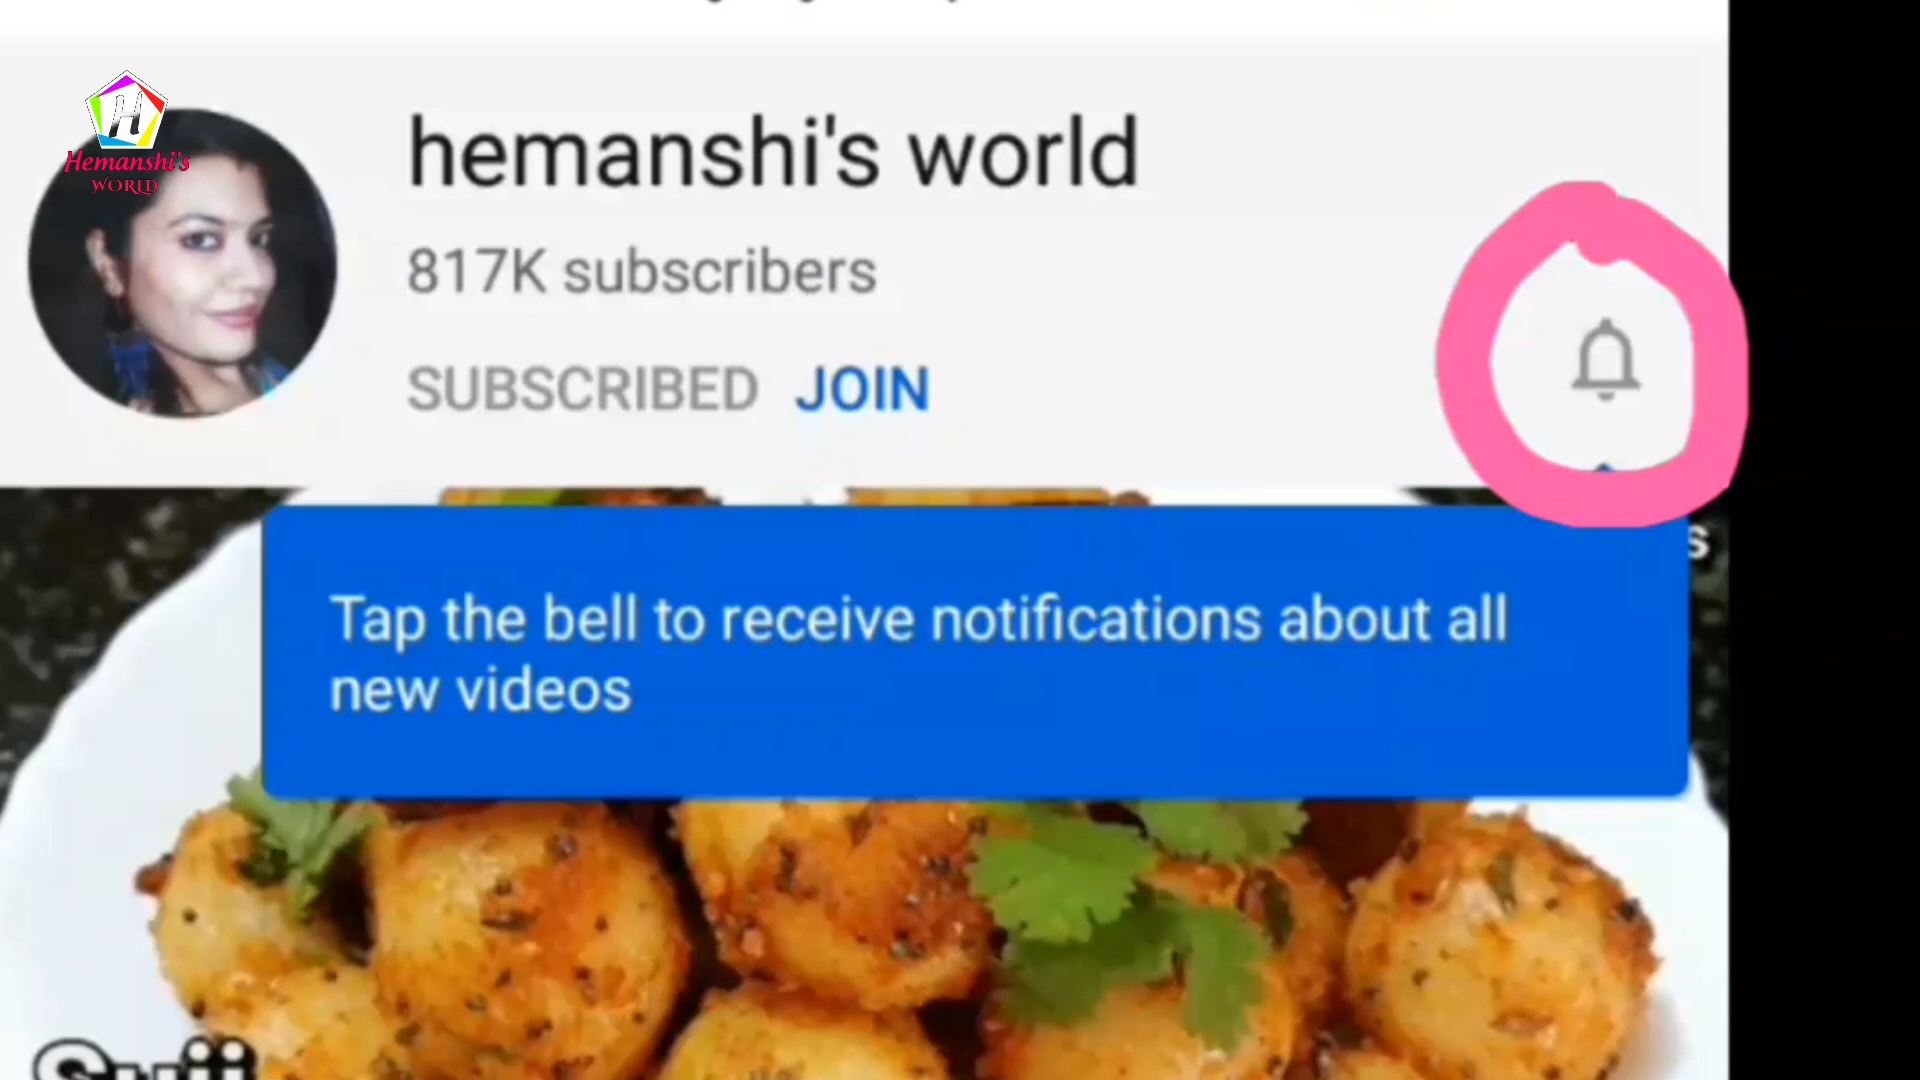 H
Hemanshi's
WORLD
hemanshi's world
817K subscribers
SUBSCRIBED JOIN
Tap the bell to receive notifications about all
new videos
s